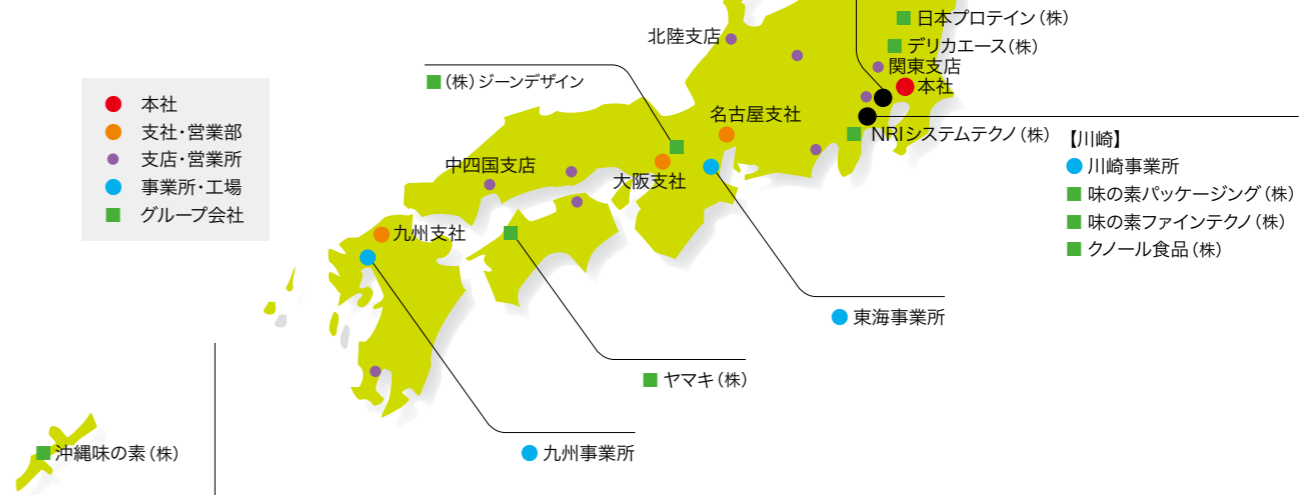 日本プロテイン(株)
デリカエース(株)
関東支店
本社
北陸支店
(株)ジーンデザイン
本社
支社・営業部
支店・営業所
事業所・工場
グループ会社
名古屋支社
NRIシステムテクノ(株)
【川崎】
川崎事業所
味の素パッケージング(株)
味の素ファインテクノ(株)
クノール食品(株)
中四国支店
大阪支社
九州支社
東海事業所
ヤマキ(株)
九州事業所
沖縄味の素(株)